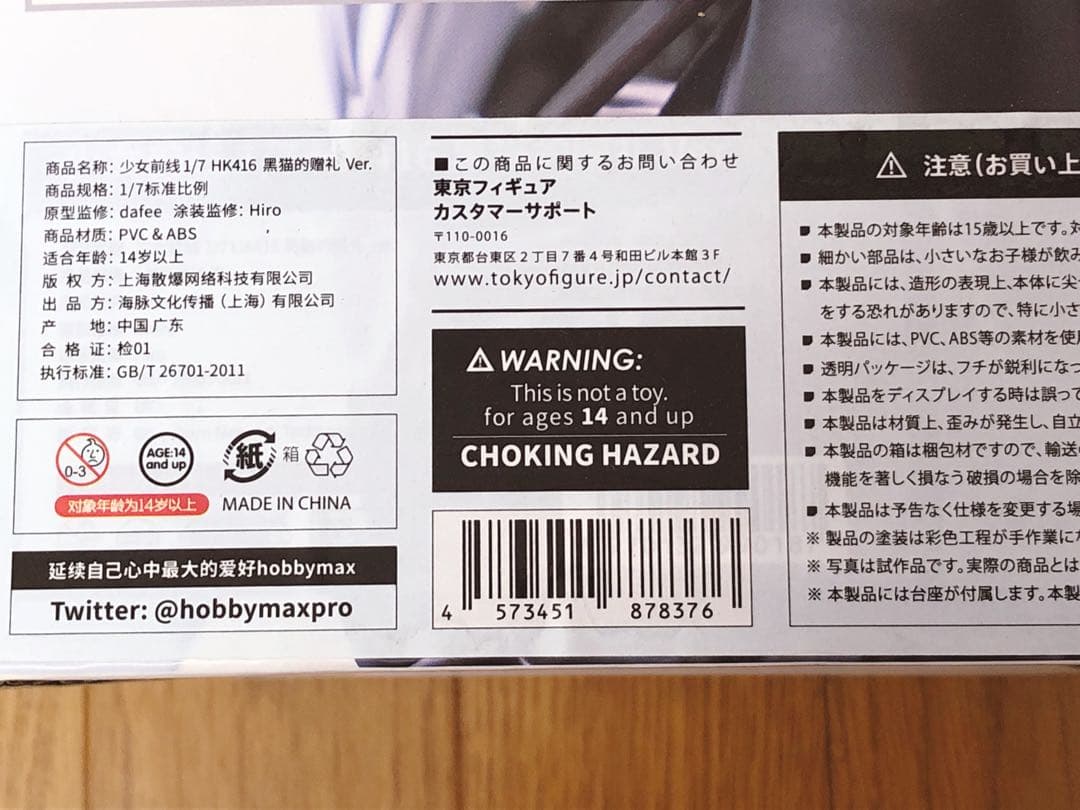 商品名称：少女前线1/7 HK416 黑猫的赠礼 Ver.
商品规格：1/7标准比例
原型监修：dafee 涂装监修：Hiro
商品材质：PVC & ABS
适合年龄：14岁以上
版权方：上海散爆网络科技有限公司
出品方：海脉文化传播（上海）有限公司
产地：中国 广东
合格证：检01
执行标准：GB/T 26701-2011
0-3
AGE:14
and up
紙 箱
对象年龄为14岁以上
MADE IN CHINA
延续自己心中最大的爱好hobbymax
Twitter: @hobbymaxpro
■この商品に関するお問い合わせ
東京フィギュア
カスタマーサポート
〒110-0016
東京都台東区２丁目７番４号和田ビル本館３Ｆ
www.tokyofigure.jp/contact/
⚠WARNING:
This is not a toy.
for ages 14 and up
CHOKING HAZARD
4 573451 878376
⚠ 注意（お買い上
■ 本製品の対象年齢は15歳以上です。対
■ 細かい部品は、小さいなお子様が飲み
■ 本製品には、造形の表現上、本体に尖
をする恐れがありますので、特に小さ
■ 本製品には、PVC、ABS等の素材を使用
■ 透明パッケージは、フチが鋭利になっ
■ 本製品をディスプレイする時は誤って
■ 本製品は材質上、歪みが発生し、自立
■ 本製品の箱は梱包材ですので、輸送
機能を著しく損なう破損の場合を除
■ 本製品は予告なく仕様を変更する場
※ 製品の塗装は彩色工程が手作業に
※ 写真は試作品です。実際の商品とは
※ 本製品には台座が付属します。本製